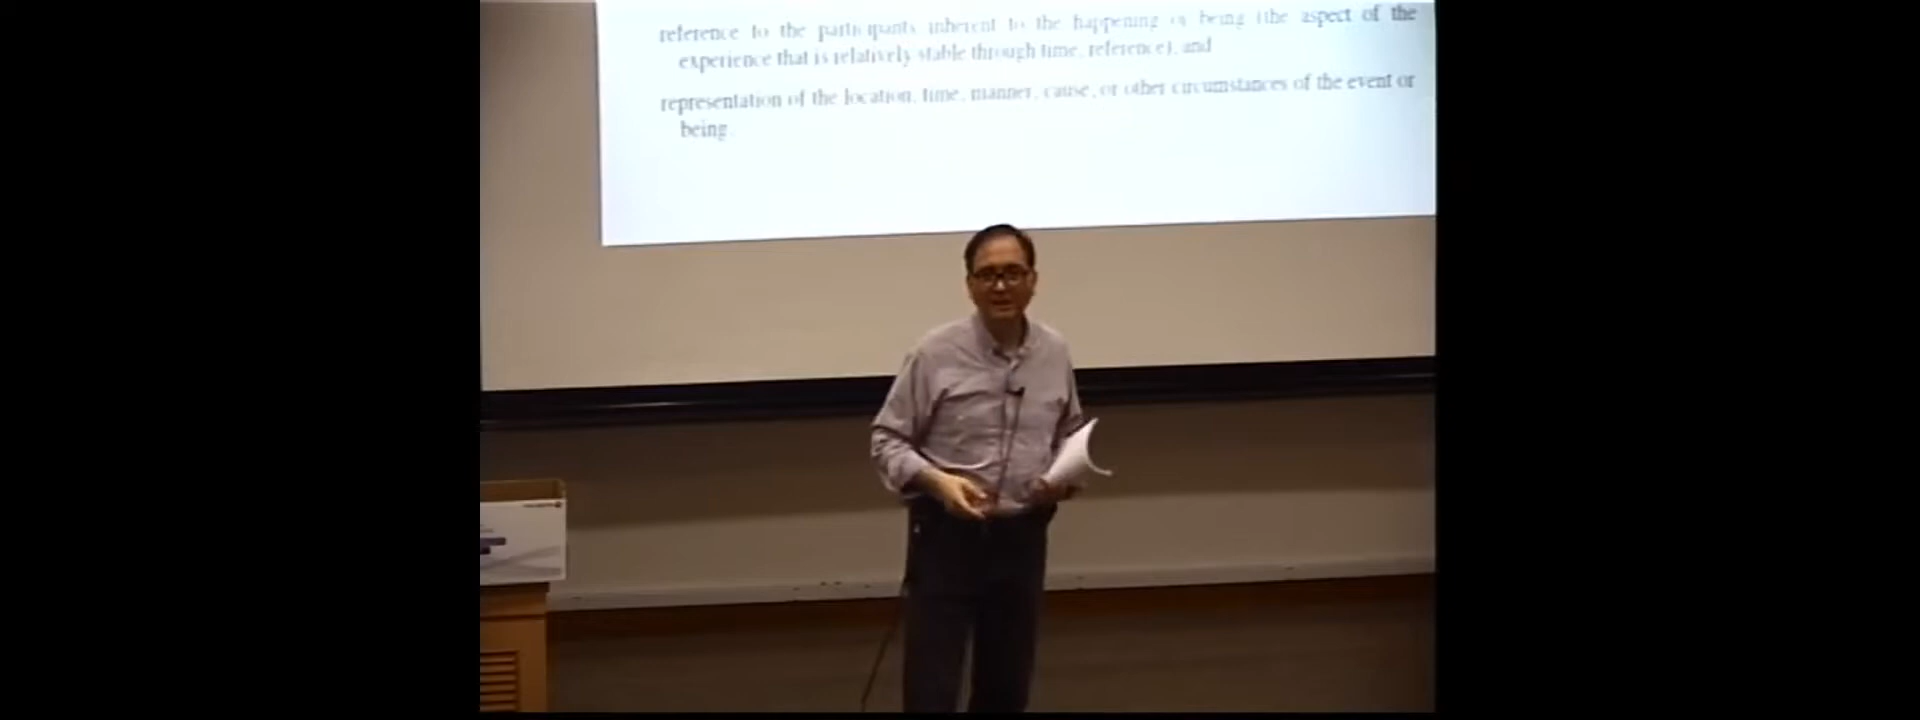 reference to the participants inherent to the happening or being (the aspect of the
experience that is relatively stable through time, reference), and
representation of the location, time, manner, cause, or other circumstances of the event or
being.